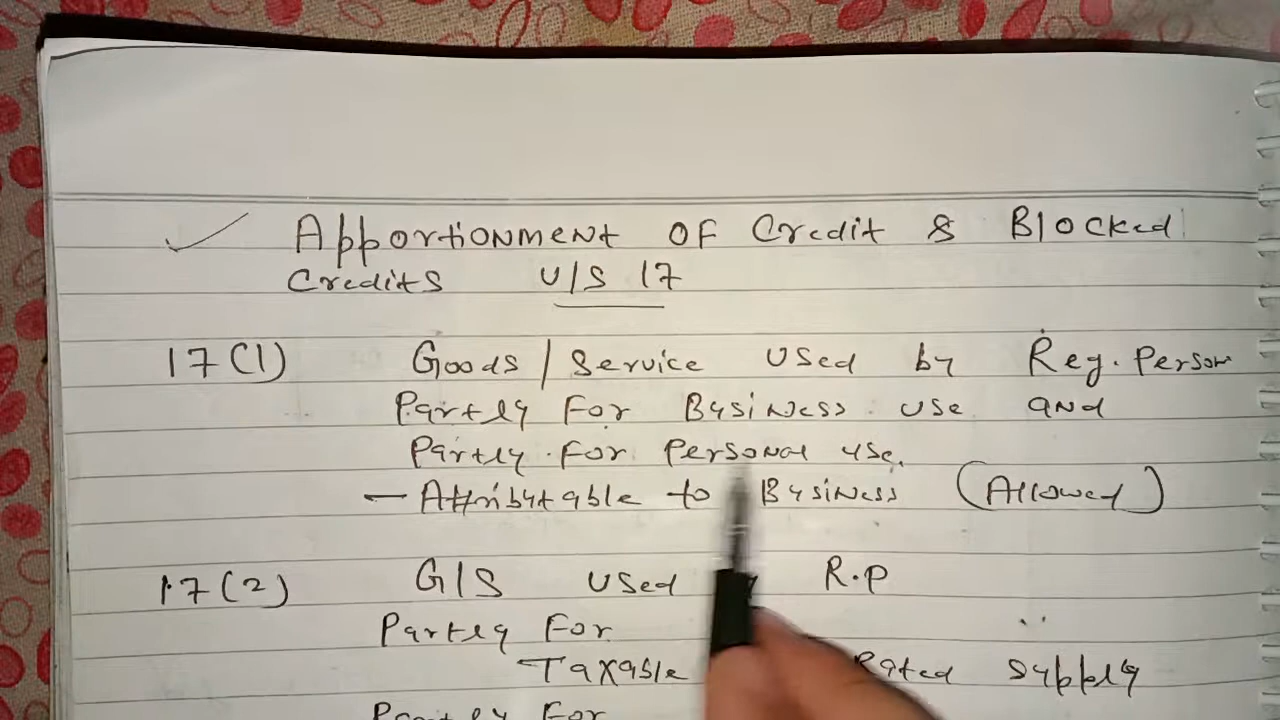 Apportionment OF Credit & Blocked
Credits U/S 17
17(1) Goods/Service Used by Reg. Person
Partly For Business use and
Partly For Personal use.
- Attributable to Business (Allowed)
17(2) G/S Used R.P
Partly For
Taxable supply
For